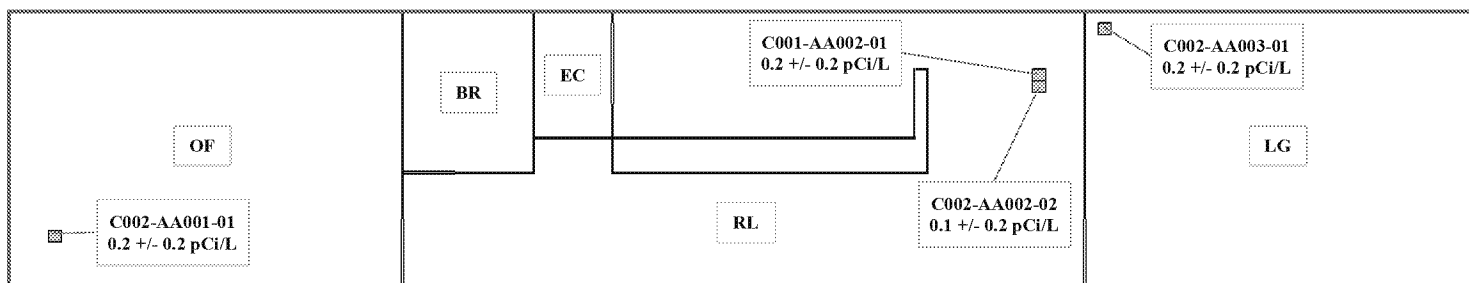 C001-AA002-01
0.2 +/- 0.2 pCi/L
C002-AA003-01
0.2 +/- 0.2 pCi/L
EC
BR
OF
LG
C002-AA002-02
0.1 +/- 0.2 pCi/L
C002-AA001-01
0.2 +/- 0.2 pCi/L
RL